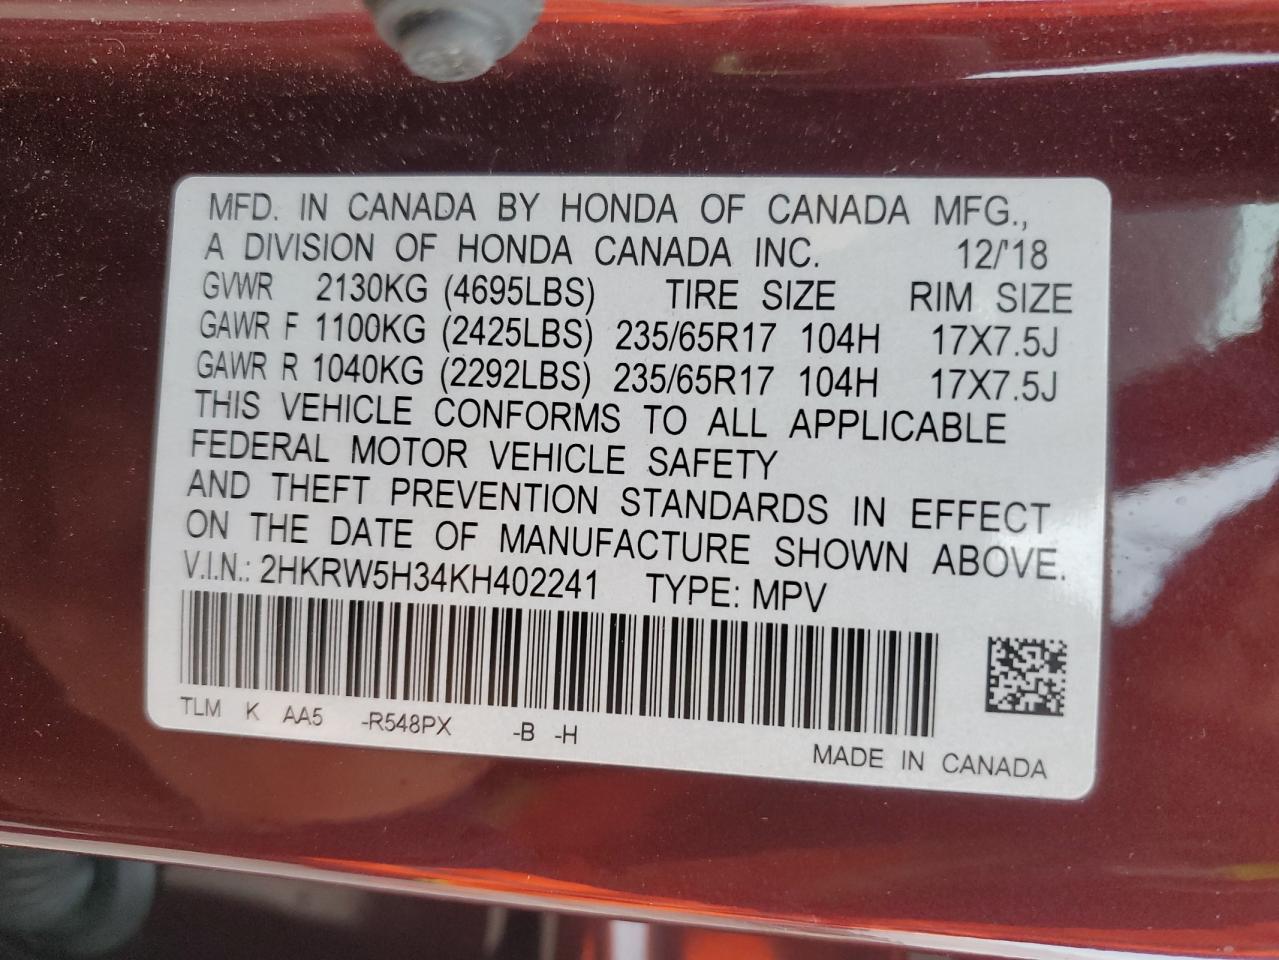 MFD. IN CANADA BY HONDA OF CANADA MFG.,
A DIVISION OF HONDA CANADA INC. 12/'18
GVWR 2130KG (4695LBS) TIRE SIZE RIM SIZE
GAWR F 1100KG (2425LBS) 235/65R17 104H 17X7.5J
GAWR R 1040KG (2292LBS) 235/65R17 104H 17X7.5J
THIS VEHICLE CONFORMS TO ALL APPLICABLE
FEDERAL MOTOR VEHICLE SAFETY
AND THEFT PREVENTION STANDARDS IN EFFECT
ON THE DATE OF MANUFACTURE SHOWN ABOVE.
V.I.N.: 2HKRW5H34KH402241 TYPE: MPV
TLM K AA5 -R548PX -B -H
MADE IN CANADA